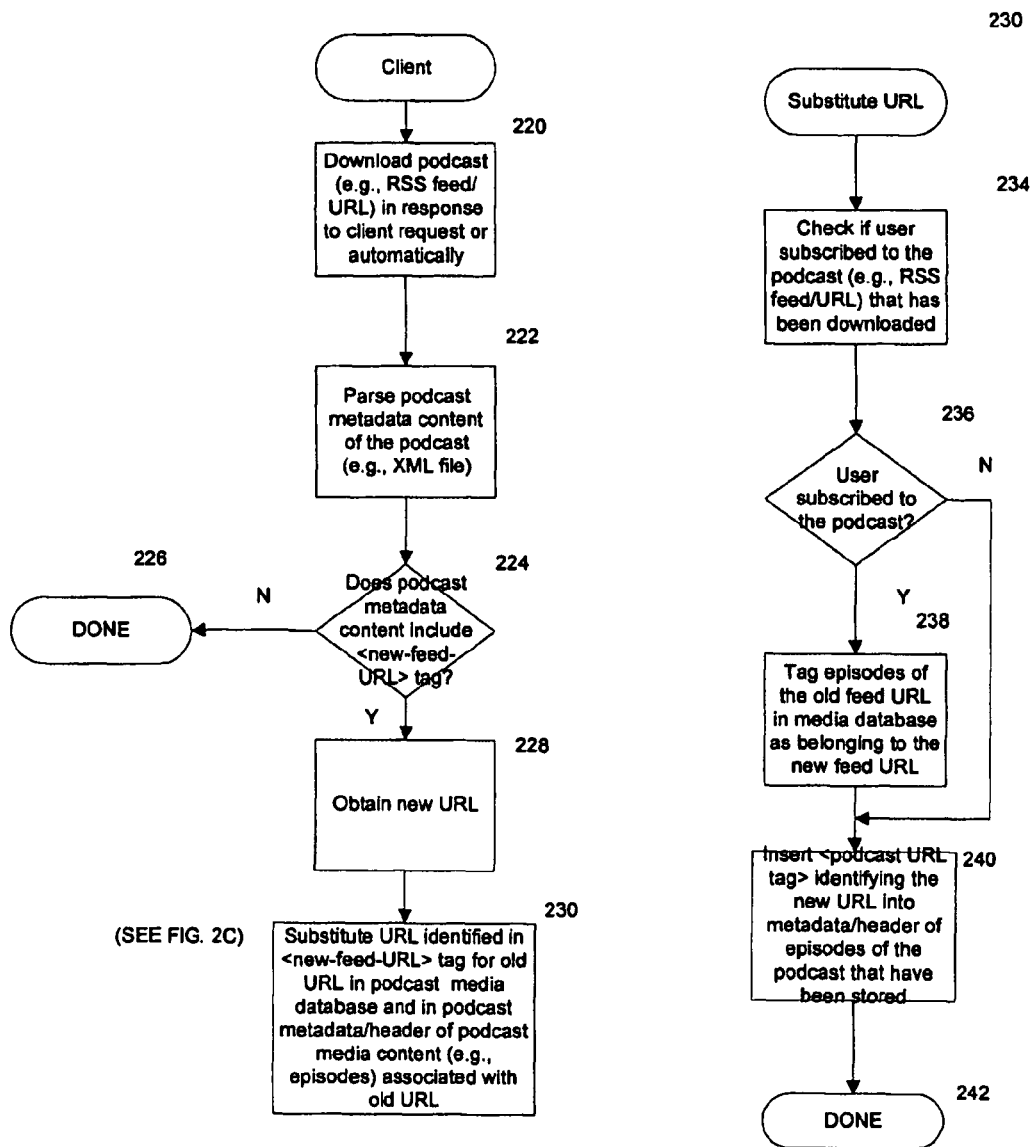 Client
220
Download podcast
(e.g., RSS feed/
URL) in response
to client request or
automatically
222
Parse podcast
metadata content
of the podcast
(e.g., XML file)
224
Does podcast
metadata
content include
<new-feed-
URL> tag?
N
226
DONE
Y
228
Obtain new URL
230
(SEE FIG. 2C)
Substitute URL identified in
<new-feed-URL> tag for old
URL in podcast media
database and in podcast
metadata/header of podcast
media content (e.g.,
episodes) associated with
old URL
230
Substitute URL
234
Check if user
subscribed to the
podcast (e.g., RSS
feed/URL) that has
been downloaded
236
User
subscribed to
the podcast?
N
Y
238
Tag episodes of
the old feed URL
in media database
as belonging to the
new feed URL
240
Insert <podcast URL
tag> identifying the
new URL into
metadata/header of
episodes of the
podcast that have
been stored
242
DONE